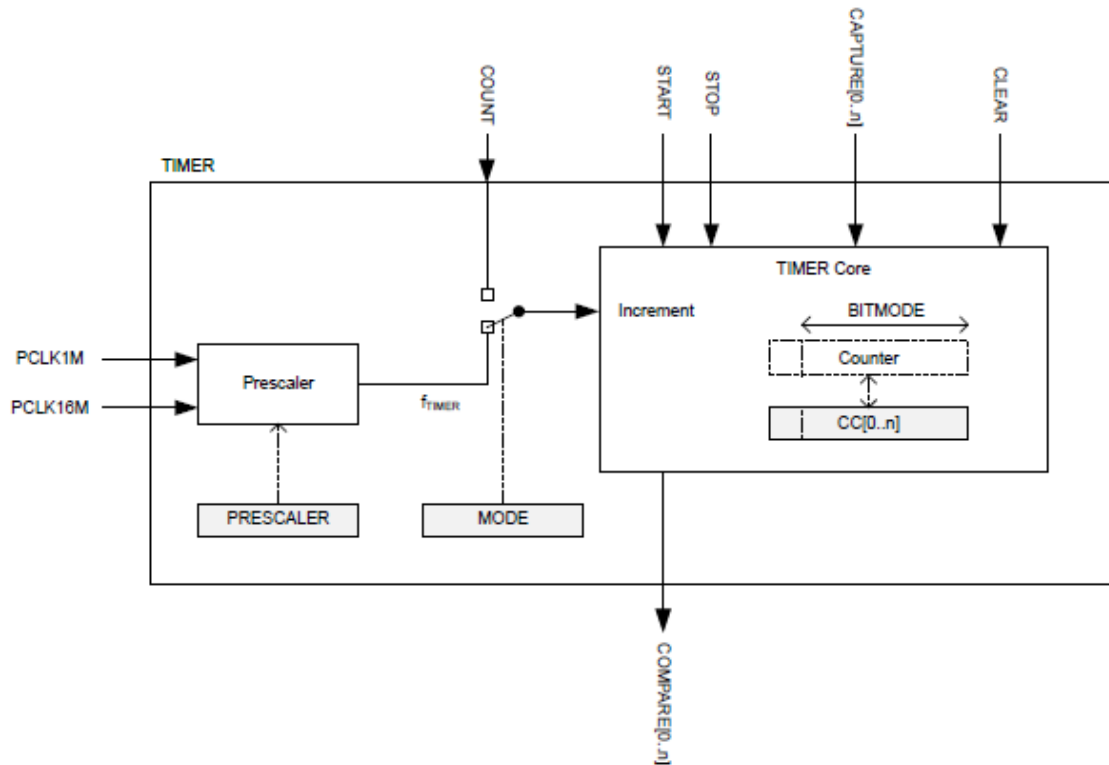 COUNT
START
STOP
CAPTURE[0..n]
CLEAR
TIMER
TIMER Core
Increment
BITMODE
Counter
CC[0..n]
PCLK1M
PCLK16M
Prescaler
fTIMER
PRESCALER
MODE
COMPARE[0..n]